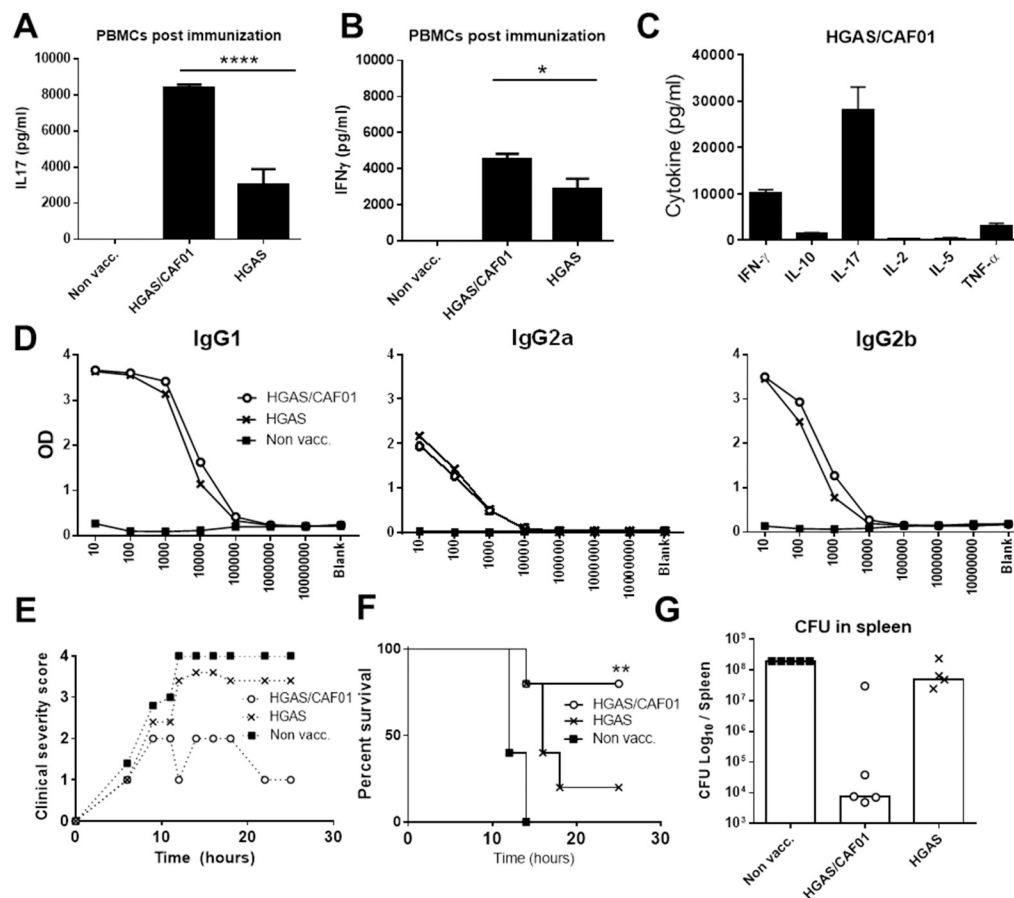 A
PBMCs post immunization
IL17 (pg/ml)
10000
8000
6000
4000
2000
0
****
Non vacc.
HGAS/CAF01
HGAS
B
PBMCs post immunization
IFNγ (pg/ml)
10000
8000
6000
4000
2000
0
*
Non vacc.
HGAS/CAF01
HGAS
C
HGAS/CAF01
Cytokine (pg/ml)
40000
30000
20000
10000
0
IFN-γ
IL-10
IL-17
IL-2
IL-5
TNF-α
D
IgG1
OD
4
3
2
1
0
HGAS/CAF01
HGAS
Non vacc.
10
100
1000
10000
100000
1000000
10000000
Blank
IgG2a
4
3
2
1
0
10
100
1000
10000
100000
1000000
10000000
Blank
IgG2b
4
3
2
1
0
10
100
1000
10000
100000
1000000
10000000
Blank
E
Clinical severity score
4
3
2
1
0
HGAS/CAF01
HGAS
Non vacc.
0
10
20
30
Time (hours)
F
Percent survival
100
50
0
**
HGAS/CAF01
HGAS
Non vacc.
0
10
20
30
Time (hours)
G
CFU in spleen
CFU Log10 / Spleen
10⁹
10⁸
10⁷
10⁶
10⁵
10⁴
10³
Non vacc.
HGAS/CAF01
HGAS